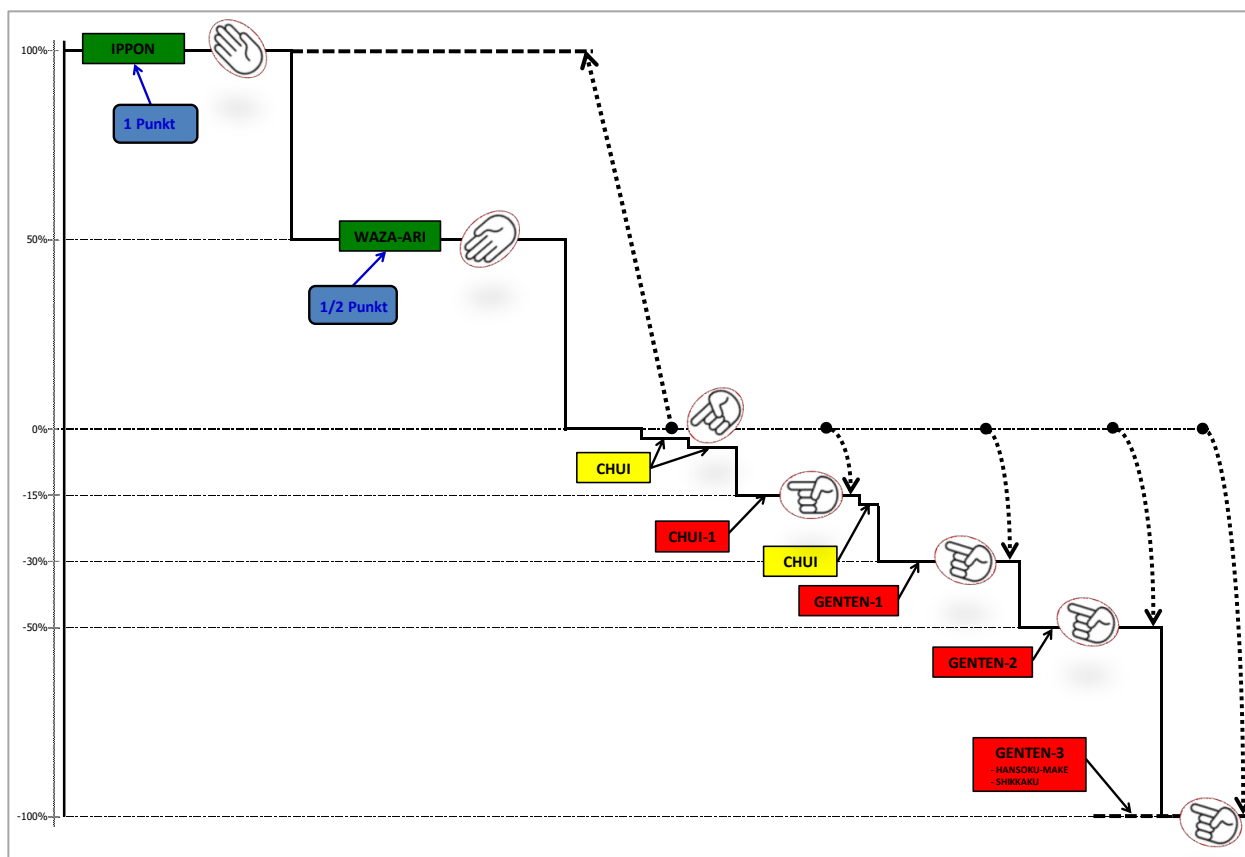 100%
IPPON
1 Punkt
50%
WAZA-ARI
1/2 Punkt
0%
CHUI
-15%
CHUI-1
CHUI
-30%
GENTEN-1
-50%
GENTEN-2
GENTEN-3
- HANSOKU-MAKE
- SHIKKAKU
-100%